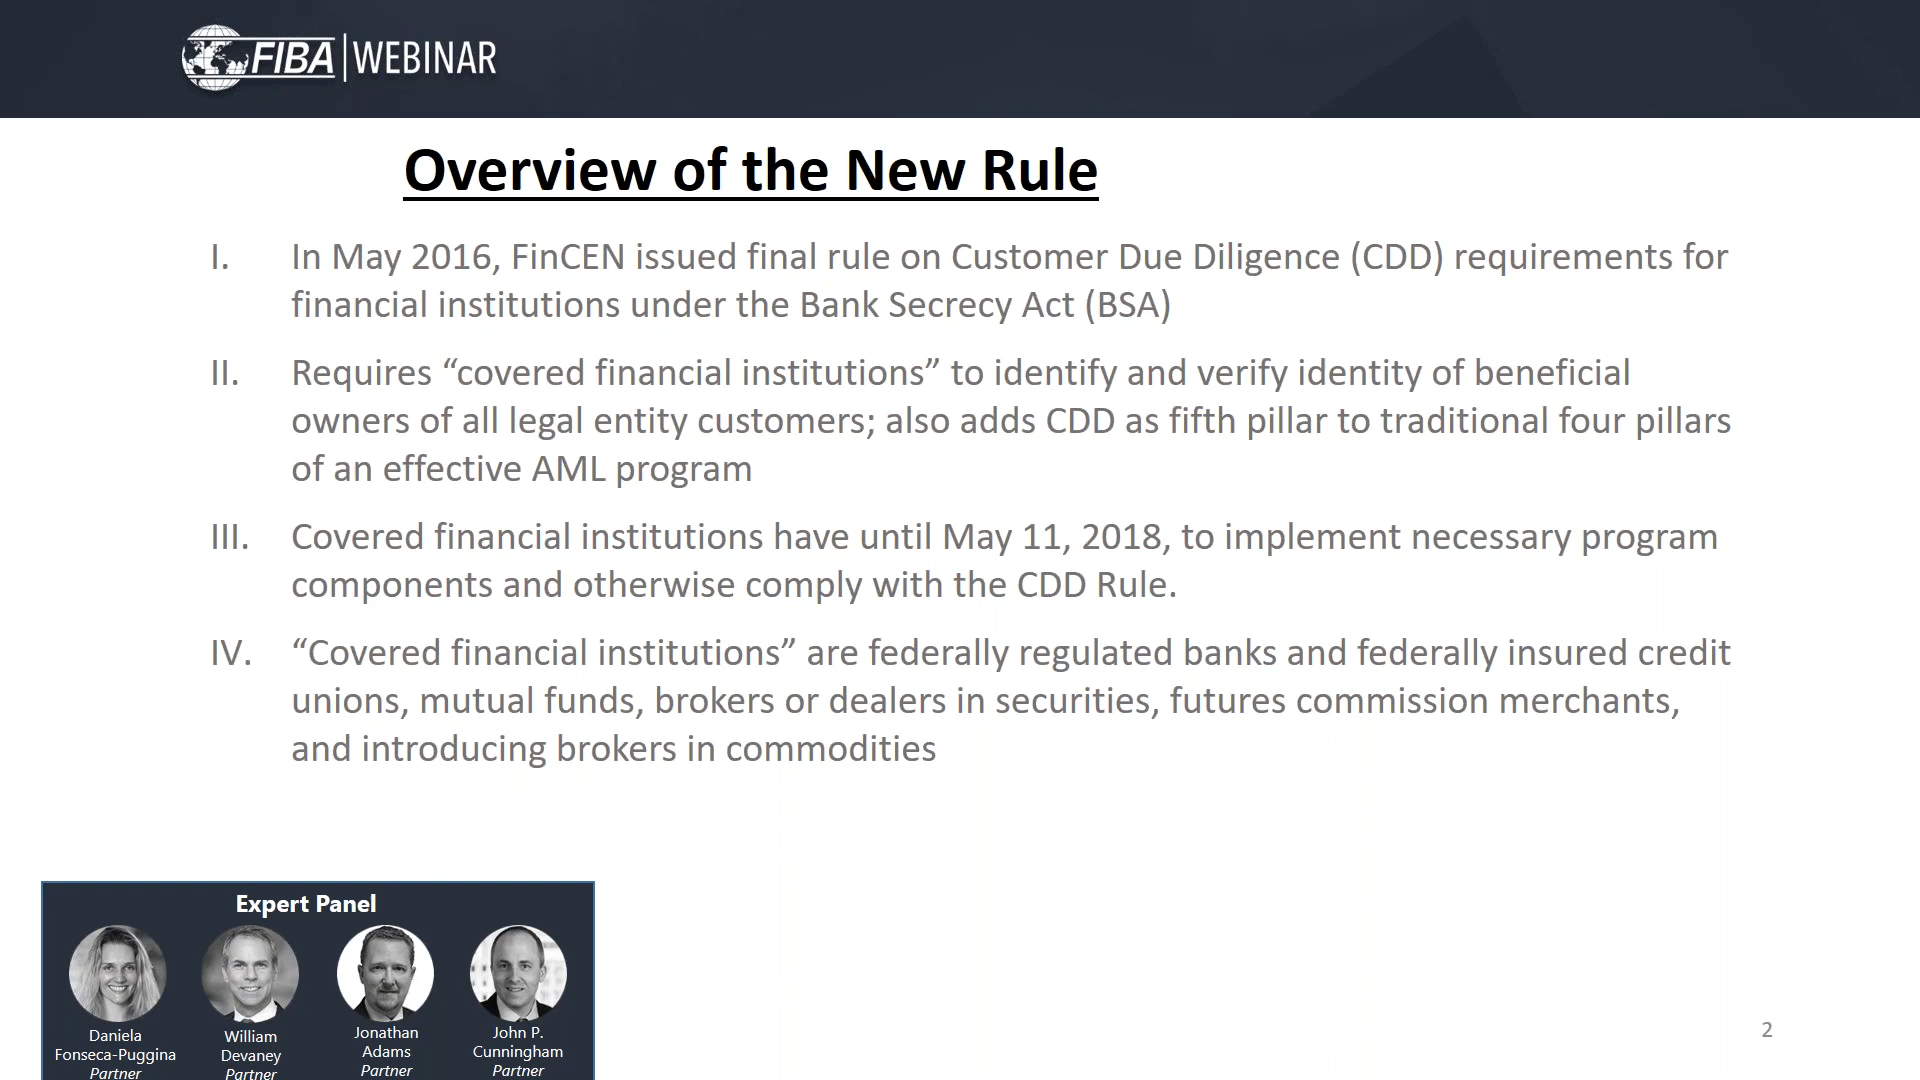 FIBA | WEBINAR
Overview of the New Rule
I. In May 2016, FinCEN issued final rule on Customer Due Diligence (CDD) requirements for
financial institutions under the Bank Secrecy Act (BSA)
II. Requires “covered financial institutions” to identify and verify identity of beneficial
owners of all legal entity customers; also adds CDD as fifth pillar to traditional four pillars
of an effective AML program
III. Covered financial institutions have until May 11, 2018, to implement necessary program
components and otherwise comply with the CDD Rule.
IV. “Covered financial institutions” are federally regulated banks and federally insured credit
unions, mutual funds, brokers or dealers in securities, futures commission merchants,
and introducing brokers in commodities
Expert Panel
Daniela
Fonseca-Puggina
Partner
William
Devaney
Partner
Jonathan
Adams
Partner
John P.
Cunningham
Partner
2